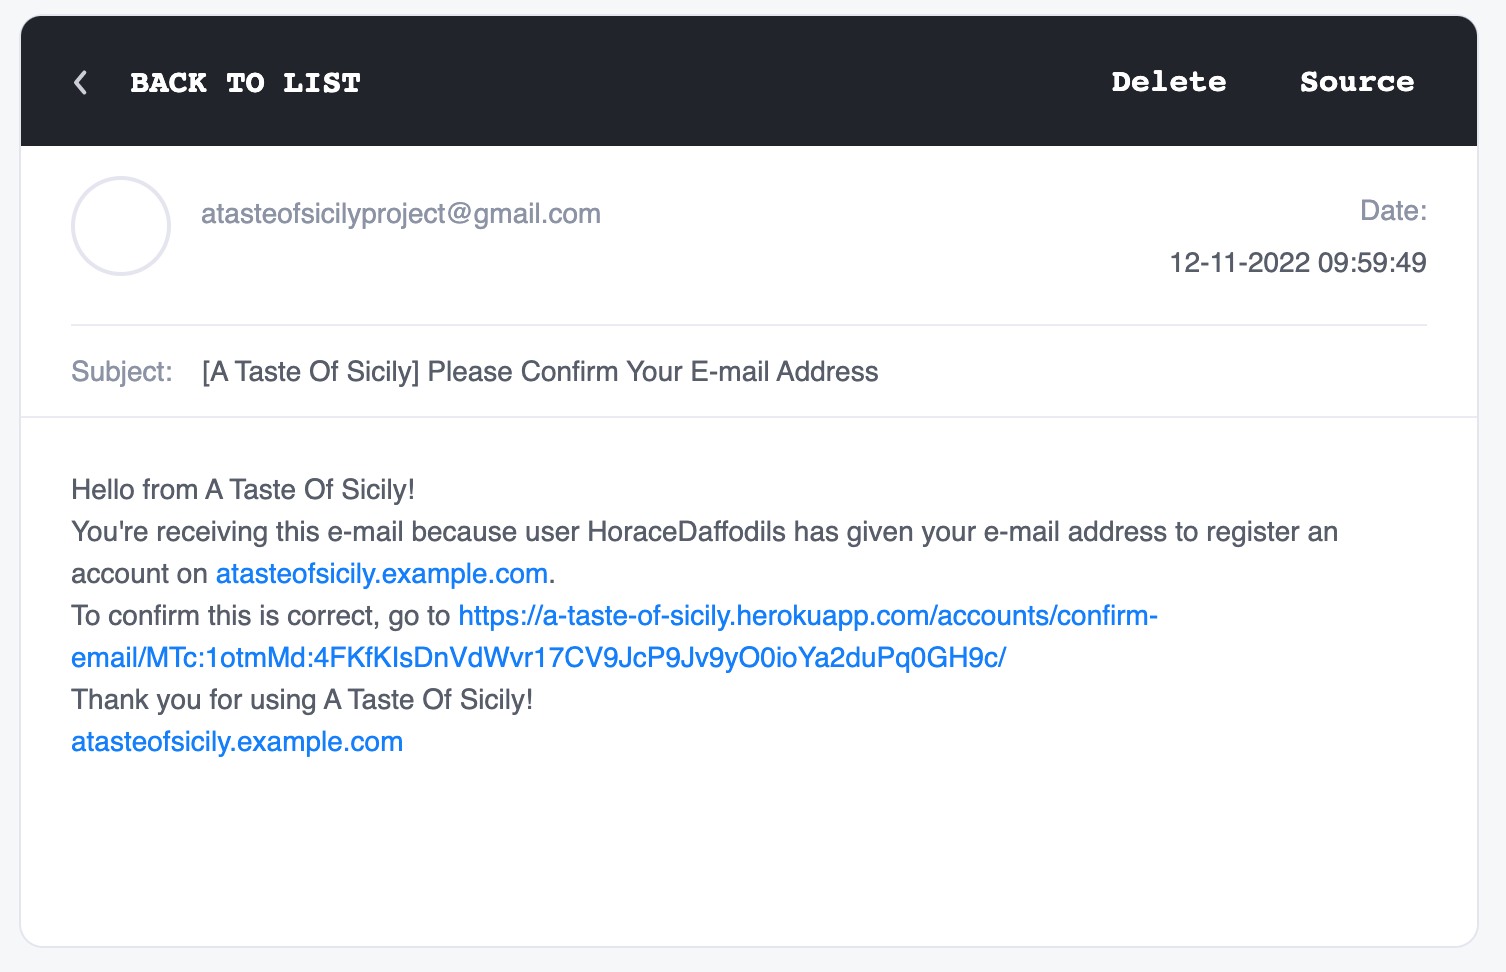 BACK TO LIST Delete Source
atasteofsicilyproject@gmail.com
Date:
12-11-2022 09:59:49
Subject: [A Taste Of Sicily] Please Confirm Your E-mail Address
Hello from A Taste Of Sicily!
You're receiving this e-mail because user HoraceDaffodils has given your e-mail address to register an
account on atasteofsicily.example.com.
To confirm this is correct, go to https://a-taste-of-sicily.herokuapp.com/accounts/confirm-
email/MTc:1otmMd:4FKfKIsDnVdWvr17CV9JcP9Jv9yO0ioYa2duPq0GH9c/
Thank you for using A Taste Of Sicily!
atasteofsicily.example.com